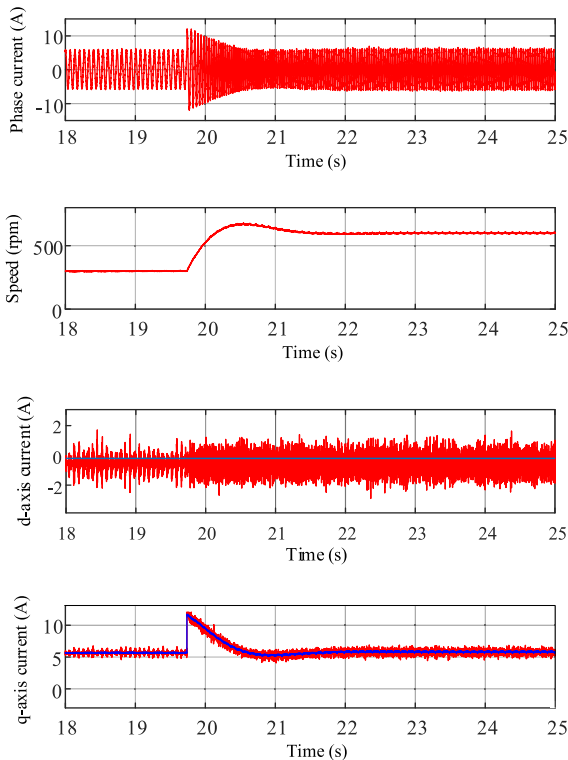 Phase current (A)
10
0
-10
18 19 20 21 22 23 24 25
Time (s)
Speed (rpm)
500
0
18 19 20 21 22 23 24 25
Time (s)
d-axis current (A)
2
0
-2
18 19 20 21 22 23 24 25
Time (s)
q-axis current (A)
10
5
0
18 19 20 21 22 23 24 25
Time (s)